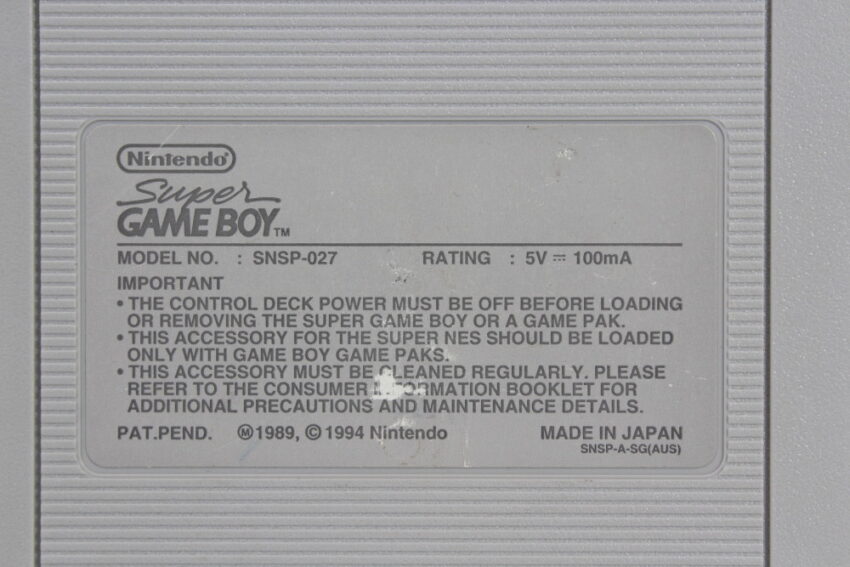 Nintendo®
Super
GAME BOY™
MODEL NO. : SNSP-027 RATING : 5V ⎓ 100mA
IMPORTANT
• THE CONTROL DECK POWER MUST BE OFF BEFORE LOADING
OR REMOVING THE SUPER GAME BOY OR A GAME PAK.
• THIS ACCESSORY FOR THE SUPER NES SHOULD BE LOADED
ONLY WITH GAME BOY GAME PAKS.
• THIS ACCESSORY MUST BE CLEANED REGULARLY. PLEASE
REFER TO THE CONSUMER INFORMATION BOOKLET FOR
ADDITIONAL PRECAUTIONS AND MAINTENANCE DETAILS.
PAT.PEND. Ⓜ1989, ©1994 Nintendo MADE IN JAPAN
SNSP-A-SG(AUS)